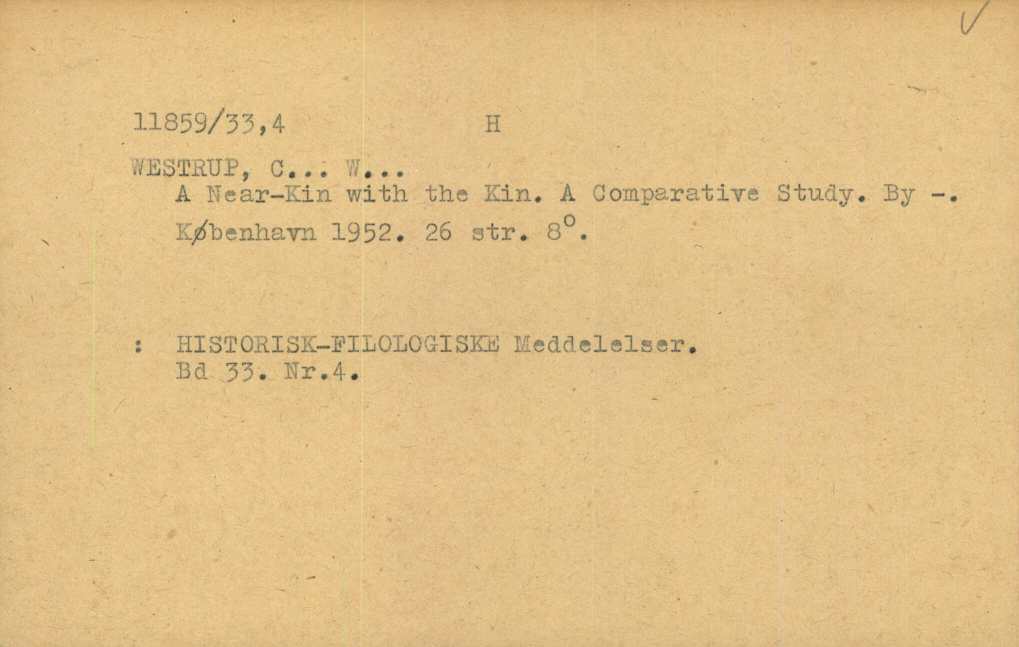 11859/33,4 H
WESTRUP, C... W...
A Near-Kin with the Kin. A Comparative Study. By -.
København 1952. 26 str. 8°.
: HISTORISK-FILOLOGISKE Meddelelser.
Bd 33. Nr.4.